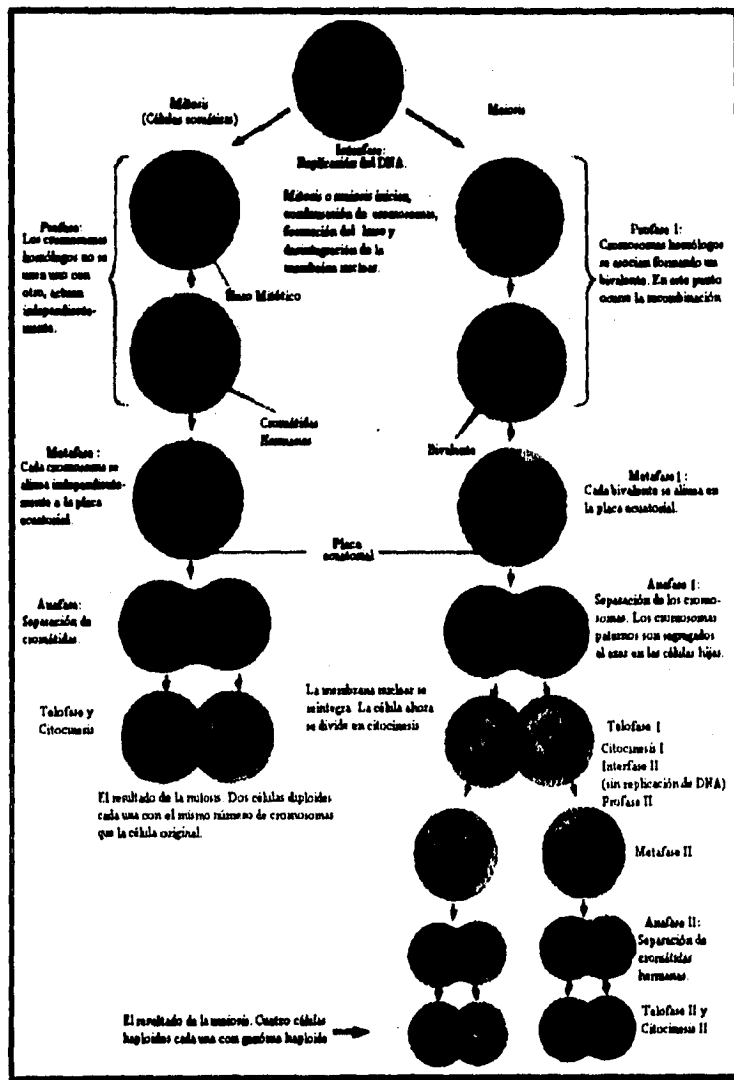 Mitosis
(Células somáticas)
Meiosis
Interfase:
Replicación del DNA.
Mitosis o meiosis inician,
condensación de cromosomas,
formación del huso y
desintegración de la
membrana nuclear.
Profase:
Los cromosomas
homólogos no se
unen uno con
otro, actúan
independiente-
mente.
Huso Mitótico
Cromátidas
Hermanas
Profase I:
Cromosomas homólogos
se asocian formando un
bivalente. En este punto
ocurre la recombinación
Bivalente
Metafase :
Cada cromosoma se
alinea independiente-
mente a la placa
ecuatorial.
Placa
ecuatorial
Metafase I :
Cada bivalente se alinea en
la placa ecuatorial.
Anafase:
Separación de
cromátidas.
Anafase I:
Separación de los cromo-
somas. Los cromosomas
paternos son segregados
al azar en las células hijas.
Telofase y
Citocinesis
La membrana nuclear se
reintegra. La célula ahora
se divide en citocinesis
Telofase I
Citocinesis I
Interfase II
(sin replicación de DNA)
Profase II
El resultado de la mitosis. Dos células diploides
cada una con el mismo número de cromosomas
que la célula original.
Metafase II
Anafase II:
Separación de
cromátidas
hermanas.
El resultado de la meiosis. Cuatro células
haploides cada una con genóma haploide
Telofase II y
Citocinesis II